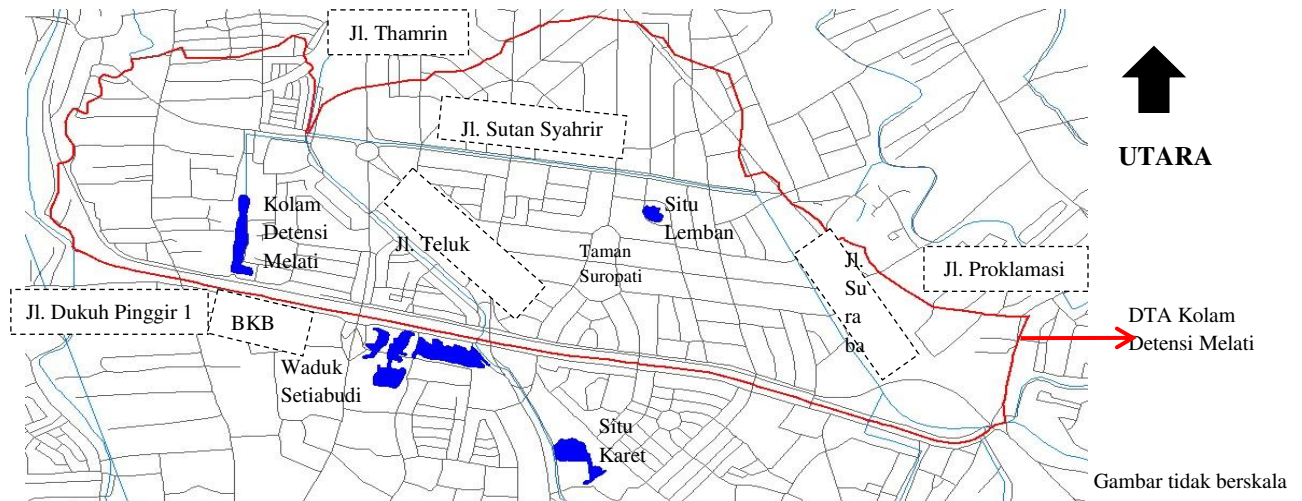 Jl. Thamrin
Jl. Sutan Syahrir
UTARA
Kolam
Detensi
Melati
Situ
Lemban
Jl. Teluk
Taman
Suropati
Jl.
Su
ra
ba
Jl. Proklamasi
Jl. Dukuh Pinggir 1
BKB
DTA Kolam
Detensi Melati
Waduk
Setiabudi
Situ
Karet
Gambar tidak berskala